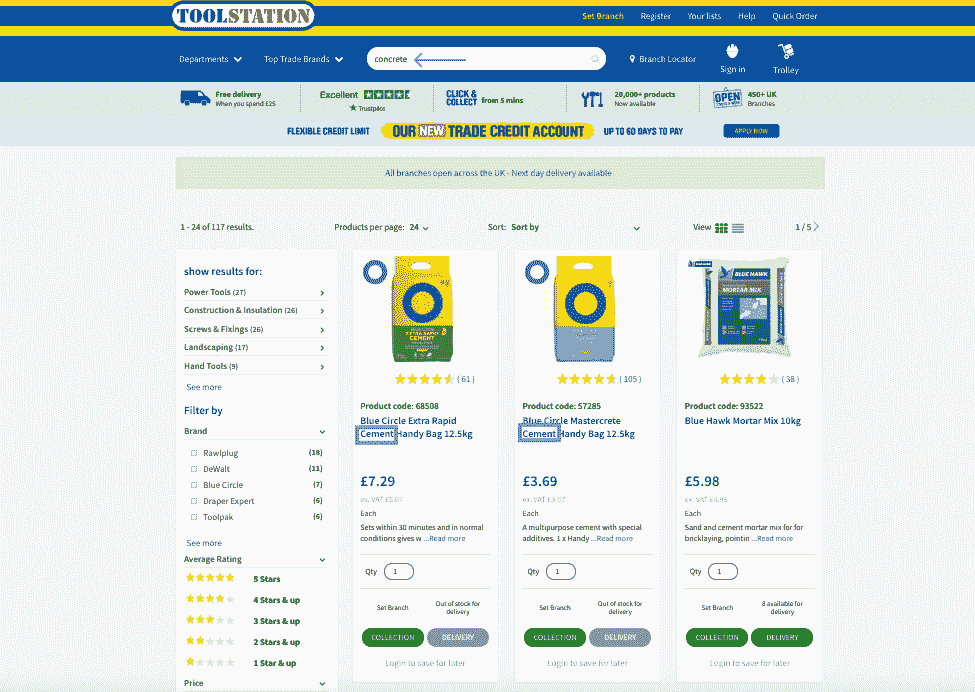 TOOLSTATION
Set Branch
Register
Your lists
Help
Quick Order
Departments
Top Trade Brands
concrete
Branch Locator
Sign in
Trolley
Free delivery
When you spend £25
Excellent
Trustpilot
CLICK & COLLECT from 5 mins
20,000+ products
Now available
OPEN
450+ UK
Branches
FLEXIBLE CREDIT LIMIT
OUR NEW TRADE CREDIT ACCOUNT
UP TO 60 DAYS TO PAY
APPLY NOW
All branches open across the UK - Next day delivery available
1 - 24 of 117 results.
Products per page: 24
Sort: Sort by
View
1 / 5
show results for:
Power Tools (27)
Construction & Insulation (26)
Screws & Fixings (26)
Landscaping (17)
Hand Tools (9)
See more
Filter by
Brand
Rawlplug (18)
DeWalt (11)
Blue Circle (7)
Draper Expert (6)
Toolpak (6)
See more
Average Rating
5 Stars
4 Stars & up
3 Stars & up
2 Stars & up
1 Star & up
Price
Blue Circle
EXTRA RAPID
CEMENT
( 61 )
Product code: 68508
Blue Circle Extra Rapid
Cement Handy Bag 12.5kg
£7.29
ex. VAT £6.07
Each
Sets within 30 minutes and in normal
conditions gives w ...Read more
Qty 1
Set Branch
Out of stock for
delivery
COLLECTION
DELIVERY
Login to save for later
( 105 )
Product code: 57285
Blue Circle Mastercrete
Cement Handy Bag 12.5kg
£3.69
ex. VAT £3.07
Each
A multipurpose cement with special
additives. 1 x Handy ...Read more
Qty 1
Set Branch
Out of stock for
delivery
COLLECTION
DELIVERY
Login to save for later
BLUE HAWK
MORTAR MIX
( 38 )
Product code: 93522
Blue Hawk Mortar Mix 10kg
£5.98
ex. VAT £4.98
Each
Sand and cement mortar mix for for
bricklaying, pointin ...Read more
Qty 1
Set Branch
8 available for
delivery
COLLECTION
DELIVERY
Login to save for later